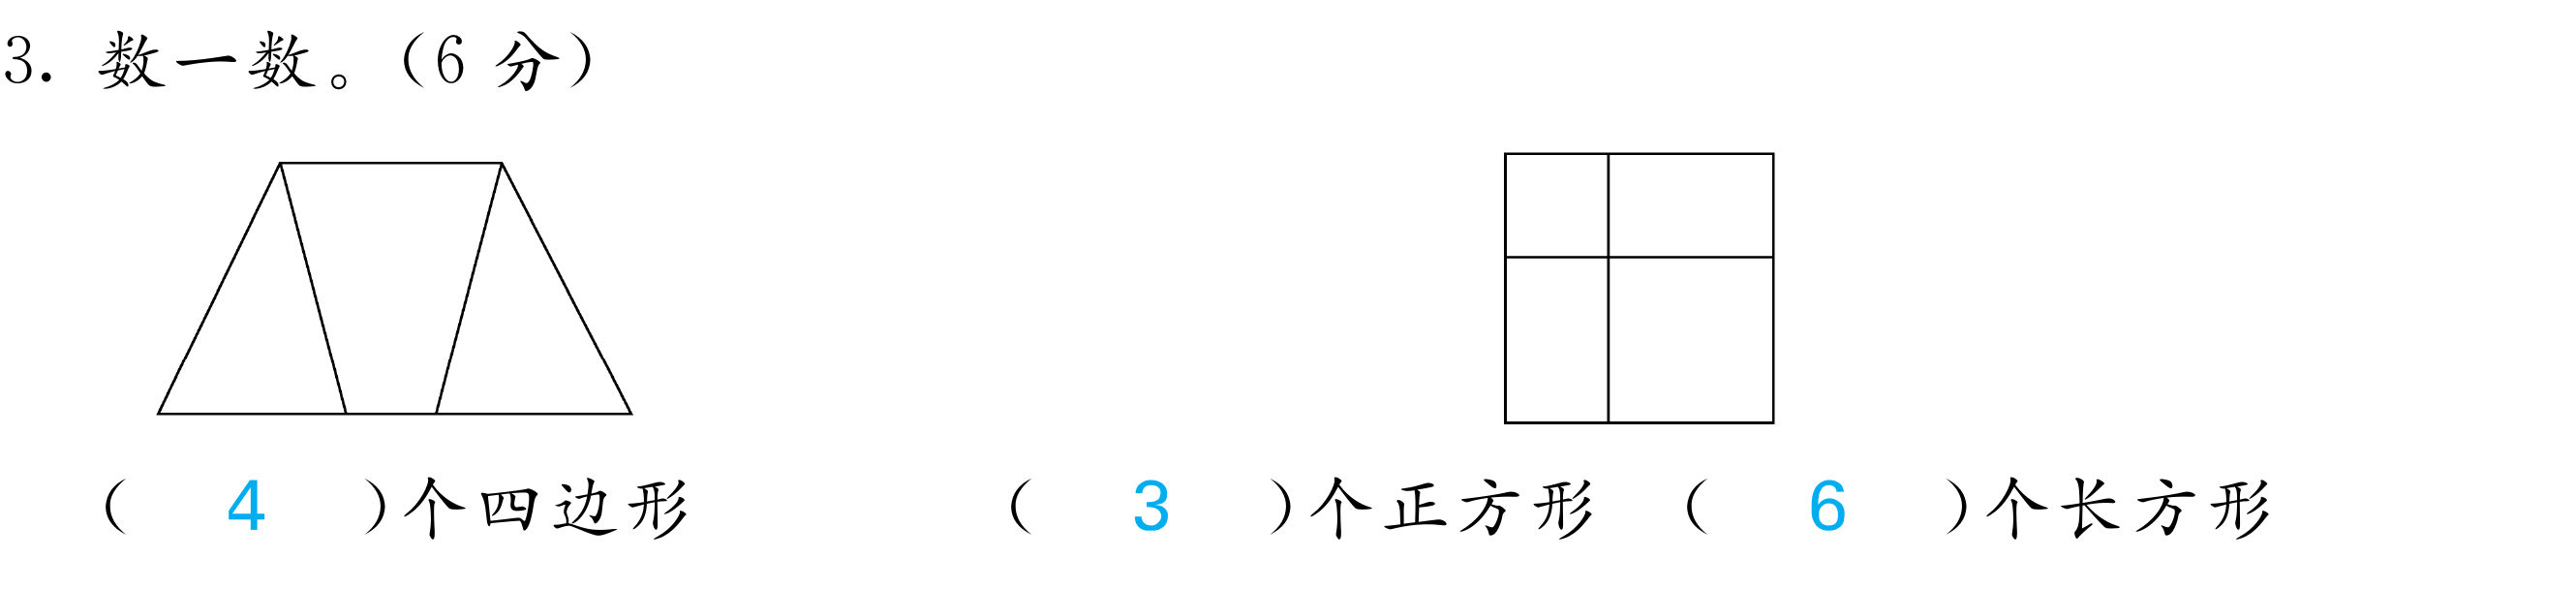 3. 数一数。(6 分)
( 4 )个四边形 ( 3 )个正方形 ( 6 )个长方形